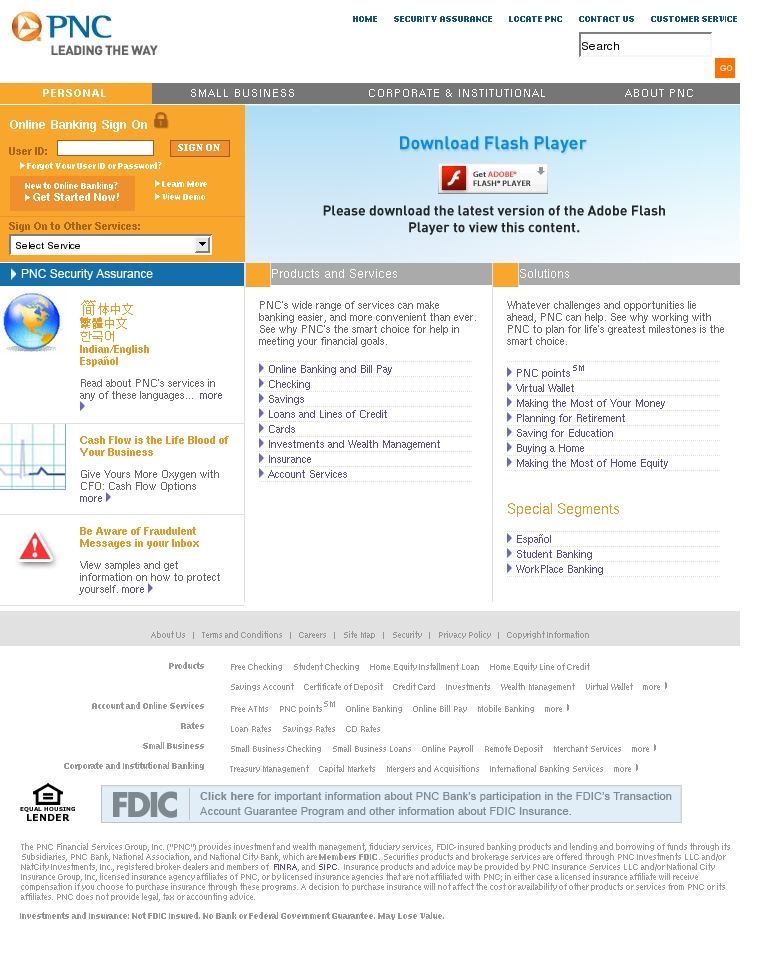 PNC
LEADING THE WAY
HOME SECURITY ASSURANCE LOCATE PNC CONTACT US CUSTOMER SERVICE
Search
GO
PERSONAL SMALL BUSINESS CORPORATE & INSTITUTIONAL ABOUT PNC
Online Banking Sign On
User ID: SIGN ON
Forgot Your User ID or Password?
New to Online Banking?
Get Started Now!
Learn More
View Demo
Sign On to Other Services:
Select Service
Download Flash Player
Get ADOBE®
FLASH® PLAYER
Please download the latest version of the Adobe Flash
Player to view this content.
PNC Security Assurance
简体中文
繁體中文
한국어
Indian/English
Español
Read about PNC's services in
any of these languages... more
Cash Flow is the Life Blood of
Your Business
Give Yours More Oxygen with
CFO: Cash Flow Options
more
Be Aware of Fraudulent
Messages in your Inbox
View samples and get
information on how to protect
yourself. more
Products and Services
PNC's wide range of services can make
banking easier, and more convenient than ever.
See why PNC's the smart choice for help in
meeting your financial goals.
Online Banking and Bill Pay
Checking
Savings
Loans and Lines of Credit
Cards
Investments and Wealth Management
Insurance
Account Services
Solutions
Whatever challenges and opportunities lie
ahead, PNC can help. See why working with
PNC to plan for life's greatest milestones is the
smart choice.
PNC points SM
Virtual Wallet
Making the Most of Your Money
Planning for Retirement
Saving for Education
Buying a Home
Making the Most of Home Equity
Special Segments
Español
Student Banking
WorkPlace Banking
About Us | Terms and Conditions | Careers | Site Map | Security | Privacy Policy | Copyright Information
Products Free Checking Student Checking Home Equity Installment Loan Home Equity Line of Credit
Savings Account Certificate of Deposit Credit Card Investments Wealth Management Virtual Wallet more
Account and Online Services Free ATMs PNC points SM Online Banking Online Bill Pay Mobile Banking more
Rates Loan Rates Savings Rates CD Rates
Small Business Small Business Checking Small Business Loans Online Payroll Remote Deposit Merchant Services more
Corporate and Institutional Banking Treasury Management Capital Markets Mergers and Acquisitions International Banking Services more
EQUAL HOUSING
LENDER
FDIC
Click here for important information about PNC Bank's participation in the FDIC's Transaction
Account Guarantee Program and other information about FDIC Insurance.
The PNC Financial Services Group, Inc. ("PNC") provides investment and wealth management, fiduciary services, FDIC-insured banking products and lending and borrowing of funds through its
Subsidiaries, PNC Bank, National Association, and National City Bank, which are Members FDIC. Securities products and brokerage services are offered through PNC Investments LLC and/or
NatCity Investments, Inc., registered broker-dealers and members of FINRA, and SIPC. Insurance products and advice may be provided by PNC Insurance Services LLC and/or National City
Insurance Group, Inc, licensed insurance agency affiliates of PNC, or by licensed insurance agencies that are not affiliated with PNC; in either case a licensed insurance affiliate will receive
compensation if you choose to purchase insurance through these programs. A decision to purchase insurance will not affect the cost or availability of other products or services from PNC or its
affiliates. PNC does not provide legal, tax or accounting advice.
Investments and Insurance: Not FDIC Insured. No Bank or Federal Government Guarantee. May Lose Value.